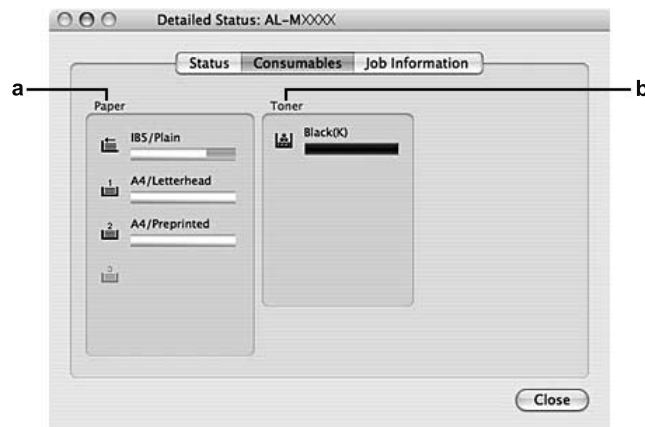 Detailed Status: AL-MXXXX
Status Consumables Job Information
a b
Paper Toner
IB5/Plain
Black(K)
1 A4/Letterhead
2 A4/Preprinted
3
Close